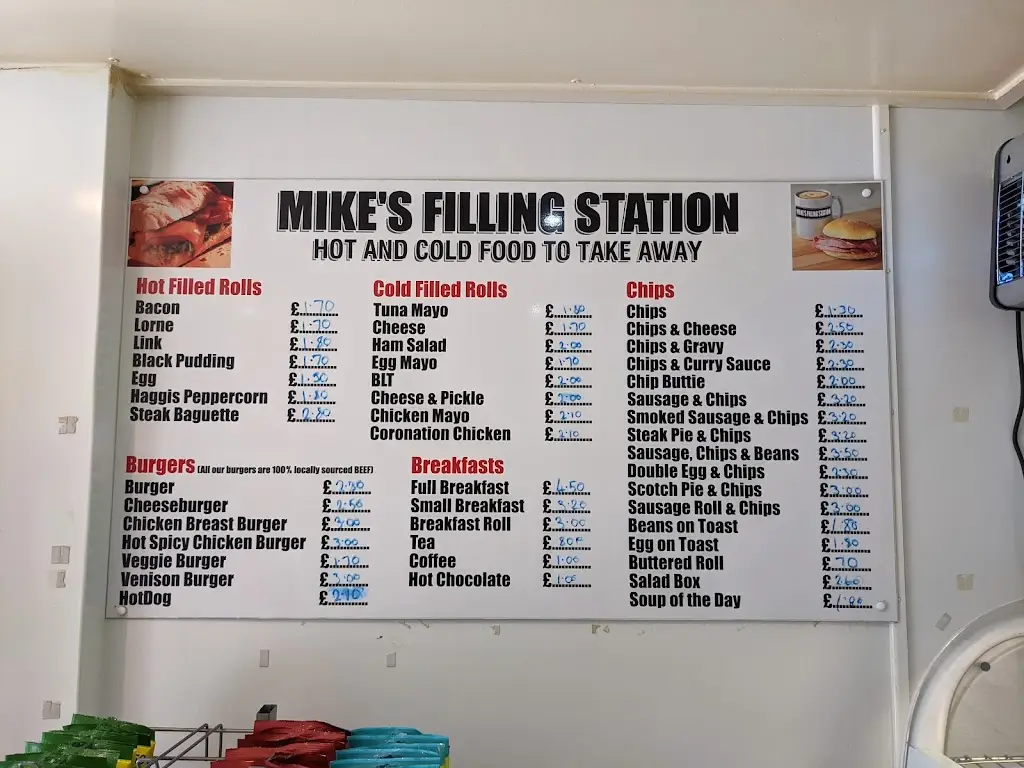 MIKE'S FILLING STATION
HOT AND COLD FOOD TO TAKE AWAY
MIKE'S FILLING STATION
Hot Filled Rolls
Bacon £1.70
Lorne £1.70
Link £1.80
Black Pudding £1.70
Egg £1.50
Haggis Peppercorn £1.80
Steak Baguette £2.80
Cold Filled Rolls
Tuna Mayo £1.80
Cheese £1.70
Ham Salad £2.00
Egg Mayo £1.70
BLT £2.00
Cheese & Pickle £2.00
Chicken Mayo £2.10
Coronation Chicken £2.10
Chips
Chips £
Chips & Cheese £2.50
Chips & Gravy £2.30
Chips & Curry Sauce £2.30
Chip Buttie £2.00
Sausage & Chips £3.20
Smoked Sausage & Chips £3.20
Steak Pie & Chips £3.20
Sausage, Chips & Beans £3.50
Double Egg & Chips £2.30
Scotch Pie & Chips £3.00
Sausage Roll & Chips £3.00
Beans on Toast £1.80
Egg on Toast £1.80
Buttered Roll £.70
Salad Box £2.60
Soup of the Day £
Burgers (All our burgers are 100% locally sourced BEEF)
Burger £
Cheeseburger £2.50
Chicken Breast Burger £3.00
Hot Spicy Chicken Burger £3.00
Veggie Burger £1.70
Venison Burger £3.00
HotDog £2.10
Breakfasts
Full Breakfast £4.50
Small Breakfast £3.20
Breakfast Roll £3.00
Tea £.80P
Coffee £1.00
Hot Chocolate £1.00